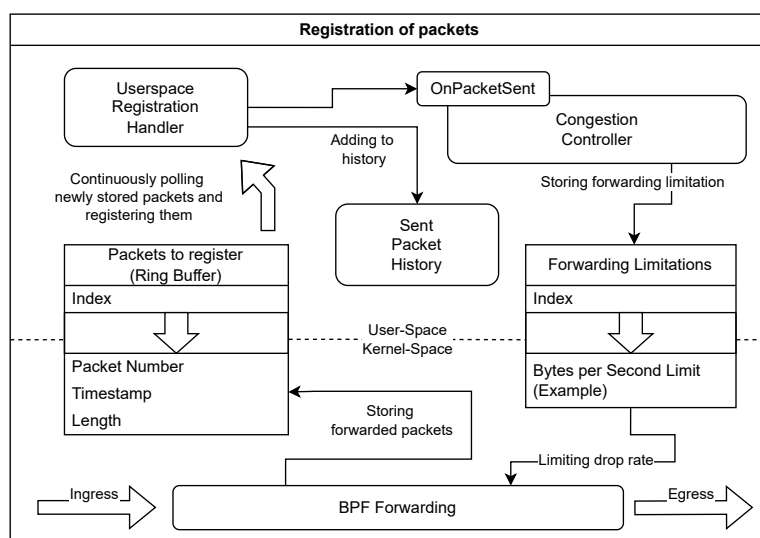 Registration of packets
Userspace
Registration
Handler
OnPacketSent
Congestion
Controller
Adding to
history
Continuously polling
newly stored packets and
registering them
Storing forwarding limitation
Sent
Packet
History
Packets to register
(Ring Buffer)
Index
Forwarding Limitations
Index
User-Space
Kernel-Space
Packet Number
Timestamp
Length
Bytes per Second Limit
(Example)
Storing
forwarded packets
Limiting drop rate
Ingress
BPF Forwarding
Egress